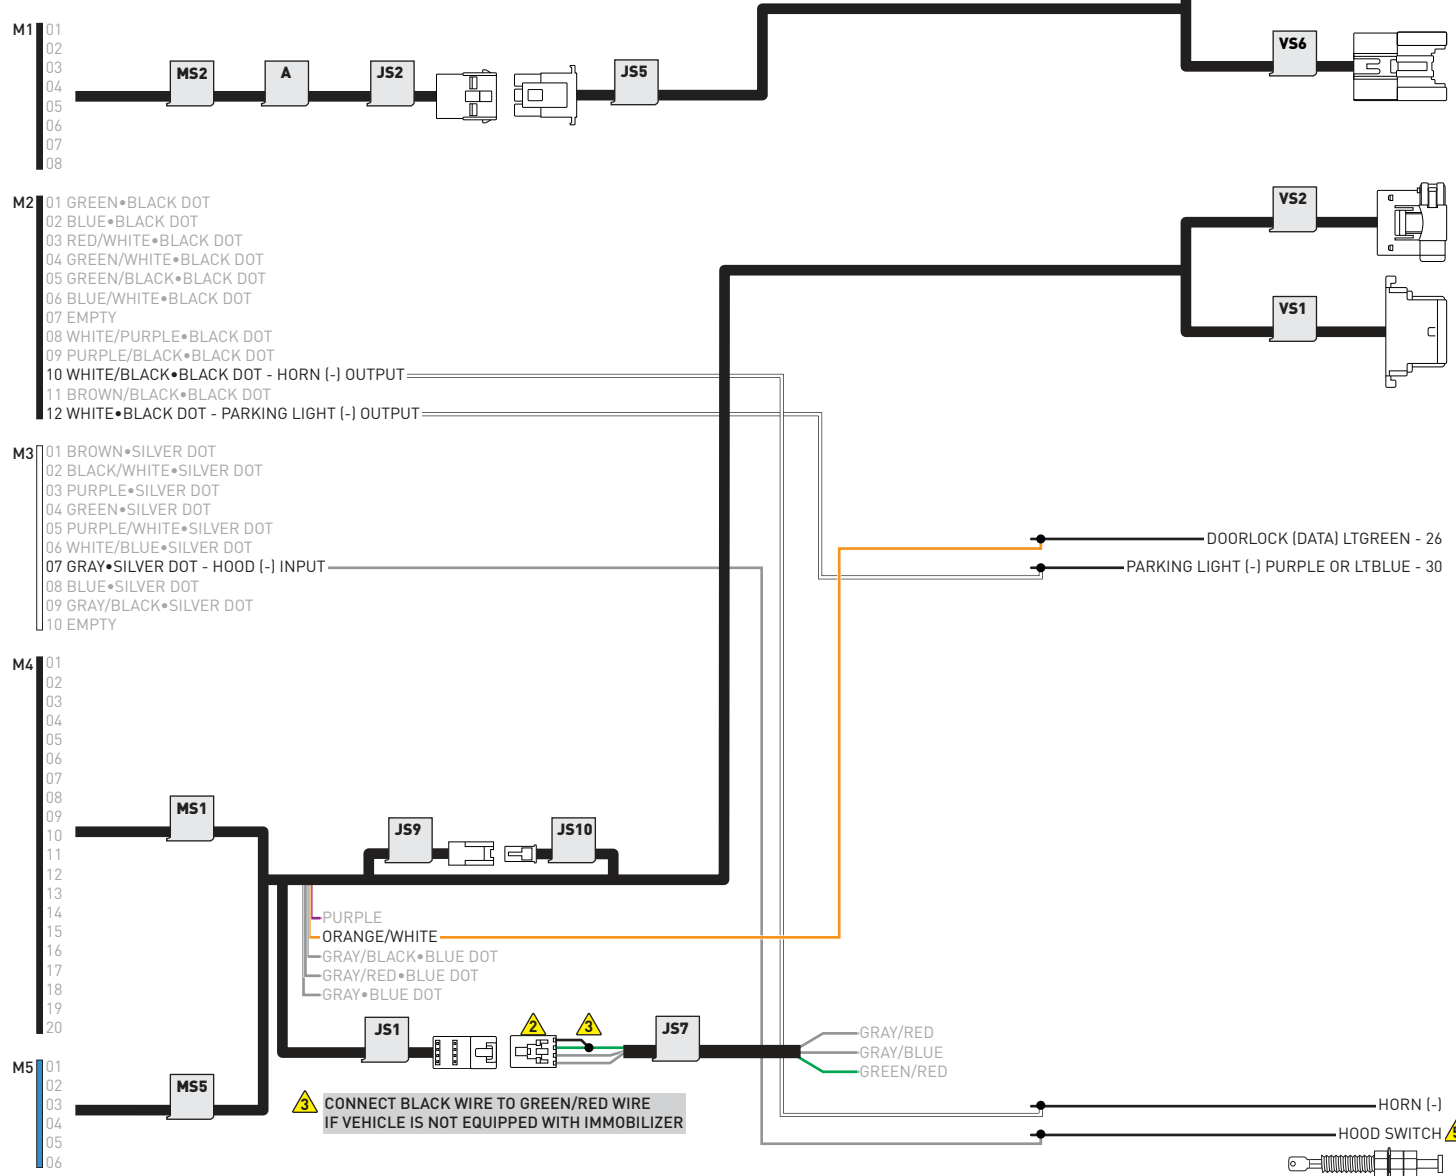 M1 01
02
03
04
05
06
07
08
MS2
A
JS2
JS5
VS6
M2 01 GREEN•BLACK DOT
02 BLUE•BLACK DOT
03 RED/WHITE•BLACK DOT
04 GREEN/WHITE•BLACK DOT
05 GREEN/BLACK•BLACK DOT
06 BLUE/WHITE•BLACK DOT
07 EMPTY
08 WHITE/PURPLE•BLACK DOT
09 PURPLE/BLACK•BLACK DOT
10 WHITE/BLACK•BLACK DOT - HORN (-) OUTPUT
11 BROWN/BLACK•BLACK DOT
12 WHITE•BLACK DOT - PARKING LIGHT (-) OUTPUT
VS2
VS1
M3 01 BROWN•SILVER DOT
02 BLACK/WHITE•SILVER DOT
03 PURPLE•SILVER DOT
04 GREEN•SILVER DOT
05 PURPLE/WHITE•SILVER DOT
06 WHITE/BLUE•SILVER DOT
07 GRAY•SILVER DOT - HOOD (-) INPUT
08 BLUE•SILVER DOT
09 GRAY/BLACK•SILVER DOT
10 EMPTY
DOORLOCK (DATA) LTGREEN - 26
PARKING LIGHT (-) PURPLE OR LTBLUE - 30
M4 01
02
03
04
05
06
07
08
09
10
11
12
13
14
15
16
17
18
19
20
MS1
JS9
JS10
PURPLE
ORANGE/WHITE
GRAY/BLACK•BLUE DOT
GRAY/RED•BLUE DOT
GRAY•BLUE DOT
JS1
2
3
JS7
GRAY/RED
GRAY/BLUE
GREEN/RED
M5 01
02
03
04
05
06
MS5
3 CONNECT BLACK WIRE TO GREEN/RED WIRE
IF VEHICLE IS NOT EQUIPPED WITH IMMOBILIZER
HORN (-)
HOOD SWITCH 5